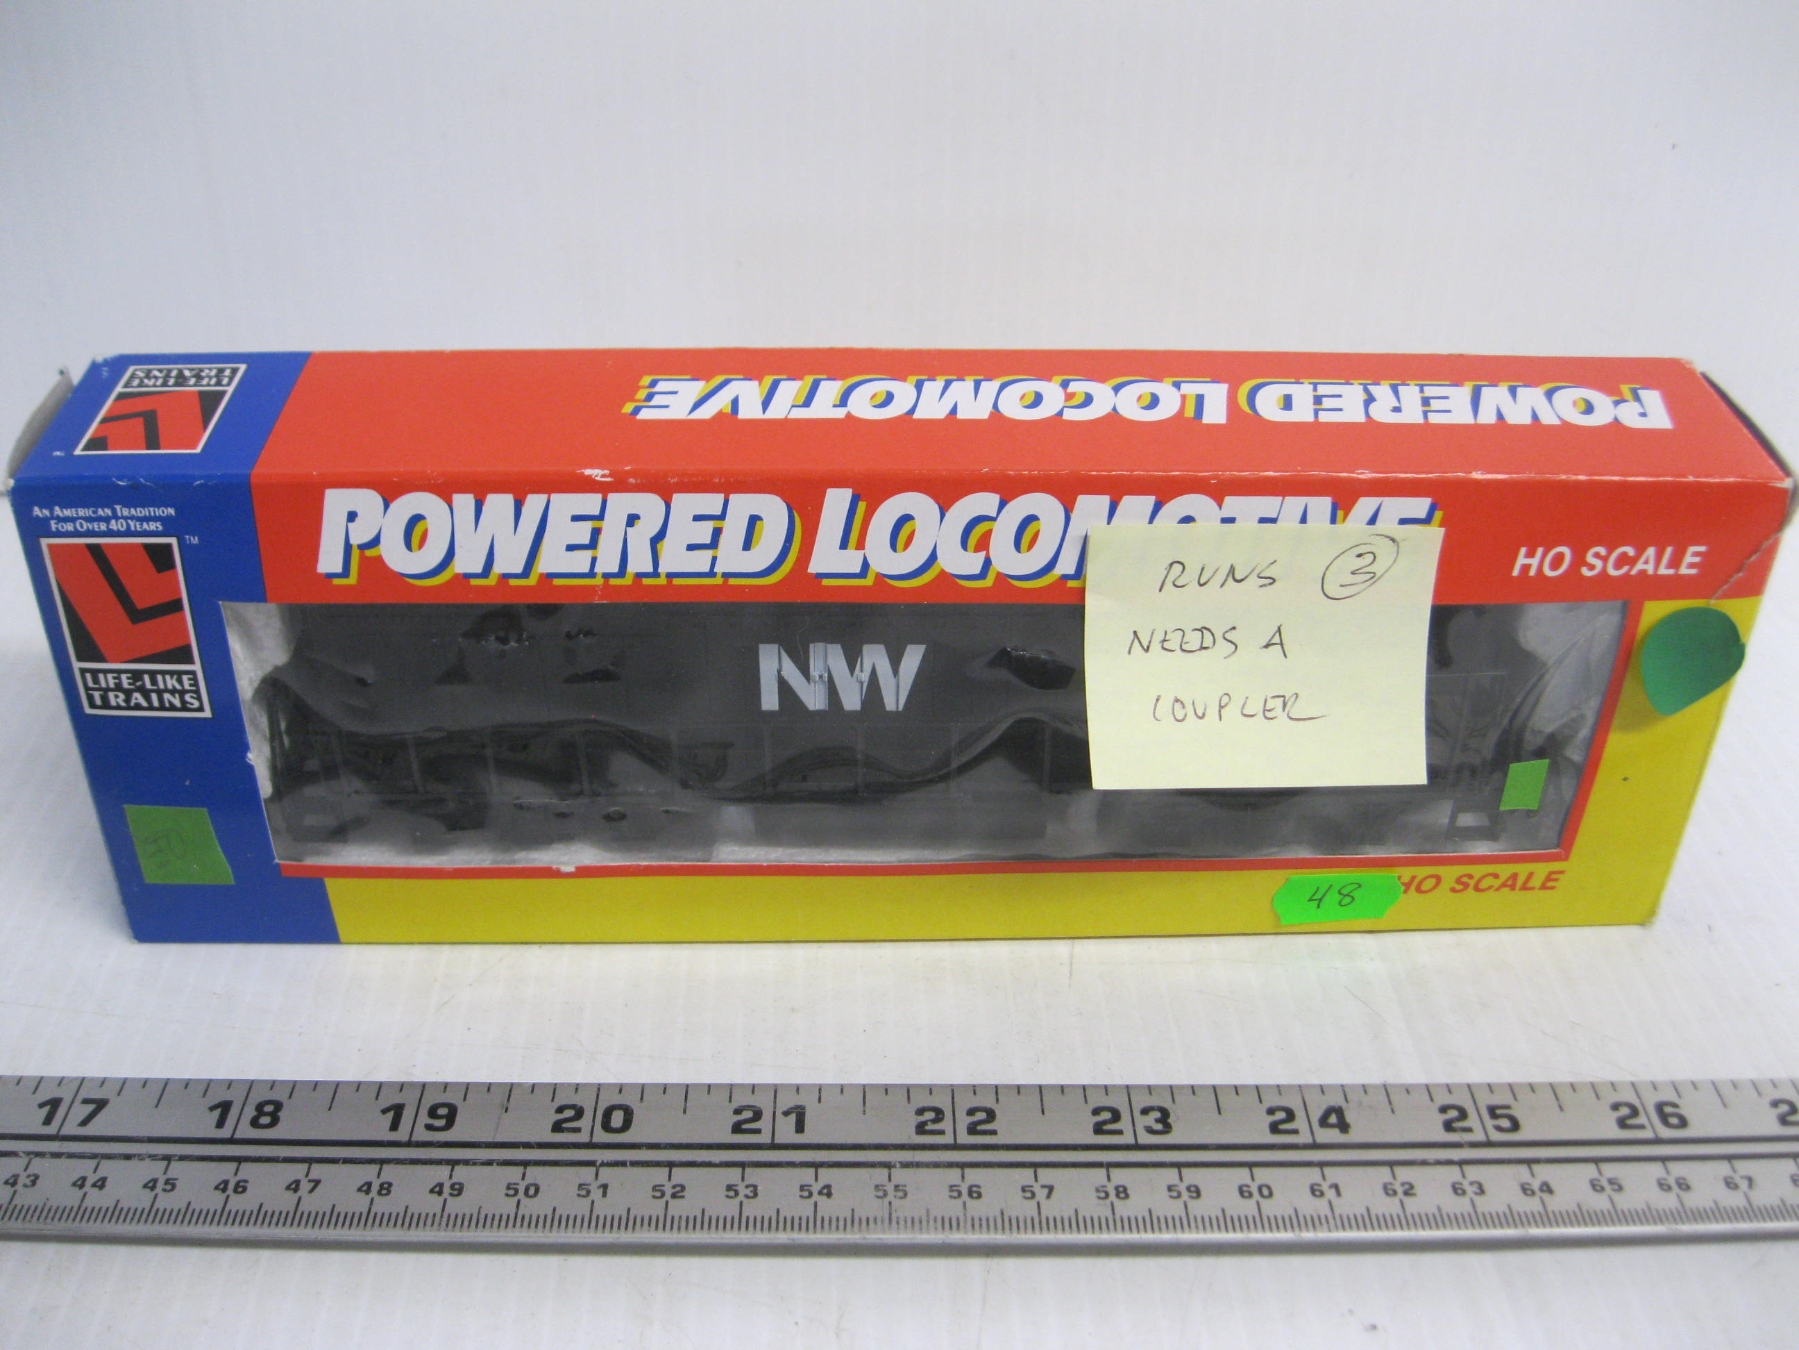 LIFE-LIKE
TRAINS
POWERED LOCOMOTIVE
AN AMERICAN TRADITION
FOR OVER 40 YEARS
TM
LIFE-LIKE
TRAINS
POWERED LOCOMOTIVE
HO SCALE
RUNS 3
NEEDS A
COUPLER
NW
48
HO SCALE
17 18 19 20 21 22 23 24 25 26
43 44 45 46 47 48 49 50 51 52 53 54 55 56 57 58 59 60 61 62 63 64 65 66 67